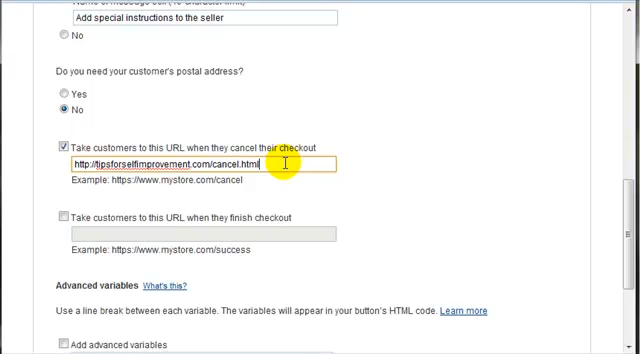 Add special instructions to the seller
No
Do you need your customer's postal address?
Yes
No
Take customers to this URL when they cancel their checkout
http://tipsforselfimprovement.com/cancel.html
Example: https://www.mystore.com/cancel
Take customers to this URL when they finish checkout
Example: https://www.mystore.com/success
Advanced variables What's this?
Use a line break between each variable. The variables will appear in your button's HTML code. Learn more
Add advanced variables